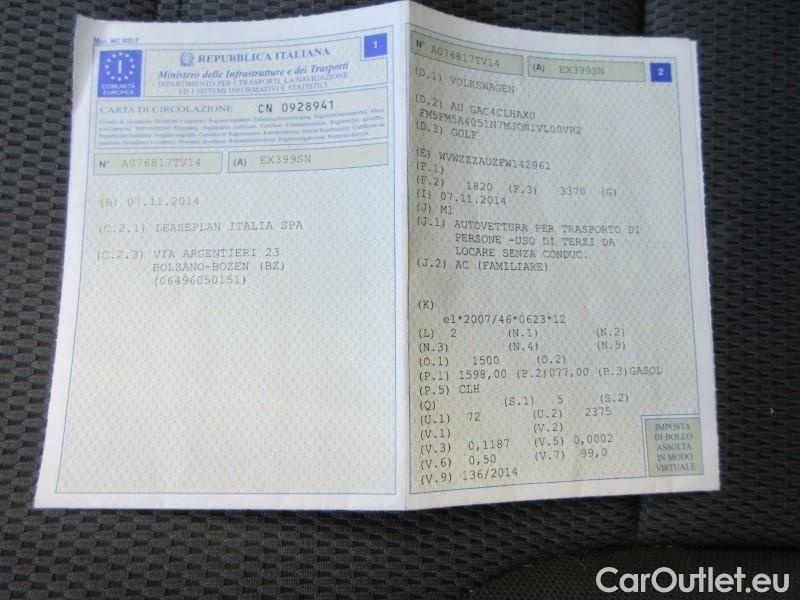 Mod. MC 820 F
I
COMUNITÀ
EUROPEA
REPUBBLICA ITALIANA
Ministero delle Infrastrutture e dei Trasporti
DIPARTIMENTO PER I TRASPORTI, LA NAVIGAZIONE
ED I SISTEMI INFORMATIVI E STATISTICI
1
CARTA DI CIRCOLAZIONE CN 0928941
N° A076817TV14 (A) EX399SN
(B) 07.11.2014
(C.2.1) LEASEPLAN ITALIA SPA
(C.2.3) VIA ARGENTIERI 23
BOLZANO-BOZEN (BZ)
(06496050151)
N° A076817TV14 (A) EX399SN 2
(D.1) VOLKSWAGEN
(D.2) AU GAC4CLHAX0
FM5FM5A4051N7MJON1VL00VR2
(D.3) GOLF
(E) WVWZZZAUZFW142961
(F.1)
(F.2) 1820 (F.3) 3370 (G)
(I) 07.11.2014
(J) M1
(J.1) AUTOVETTURA PER TRASPORTO DI
PERSONE -USO DI TERZI DA
LOCARE SENZA CONDUC.
(J.2) AC (FAMILIARE)
(K)
e1*2007/46*0623*12
(L) 2 (N.1) (N.2)
(N.3) (N.4) (N.5)
(O.1) 1500 (O.2)
(P.1) 1598,00 (P.2)077,00 (P.3)GASOL
(P.5) CLH
(Q) (S.1) 5 (S.2)
(U.1) 72 (U.2) 2375
(V.1) (V.2)
(V.3) 0,1187 (V.5) 0,0002
(V.6) 0,50 (V.7) 99,0
(V.9) 136/2014
IMPOSTA
DI BOLLO
ASSOLTA
IN MODO
VIRTUALE
CarOutlet.eu